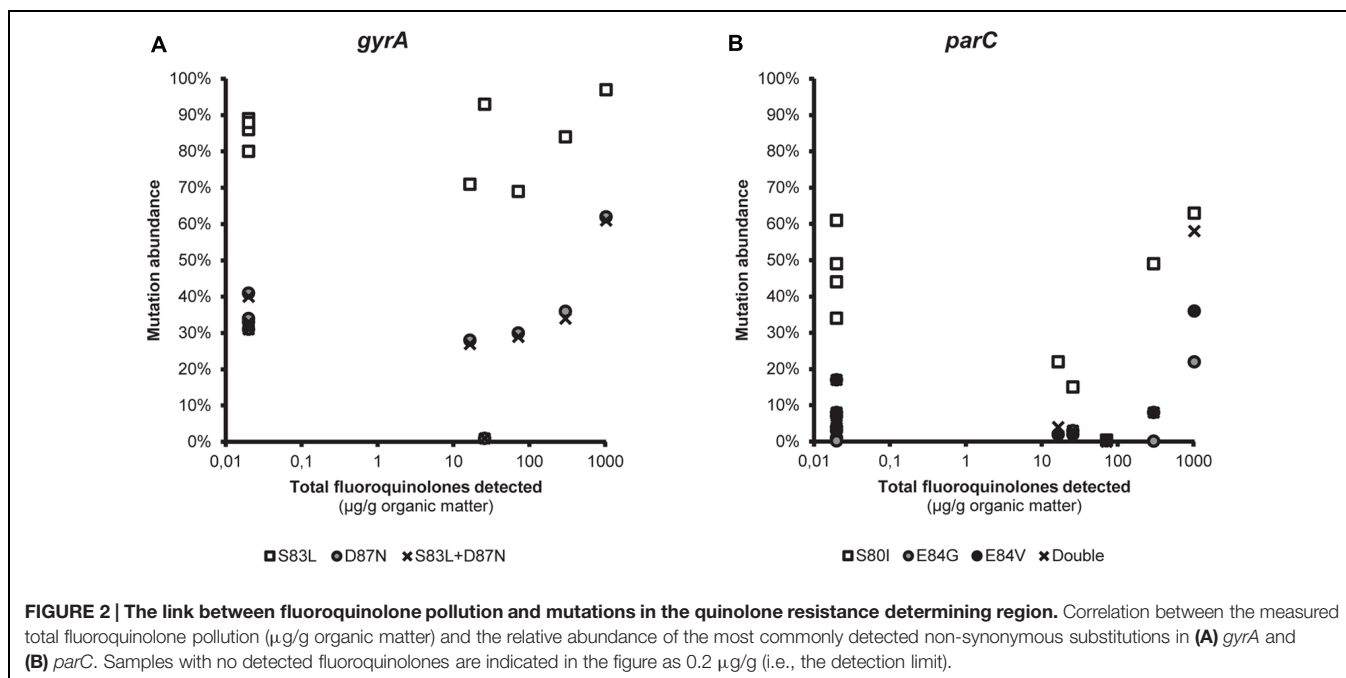 A
gyrA
100%
90%
80%
70%
60%
50%
40%
30%
20%
10%
0%
Mutation abundance
0,01 0,1 1 10 100 1000
Total fluoroquinolones detected
(µg/g organic matter)
S83L D87N S83L+D87N
B
parC
100%
90%
80%
70%
60%
50%
40%
30%
20%
10%
0%
Mutation abundance
0,01 0,1 1 10 100 1000
Total fluoroquinolones detected
(µg/g organic matter)
S80I E84G E84V Double
FIGURE 2 | The link between fluoroquinolone pollution and mutations in the quinolone resistance determining region. Correlation between the measured
total fluoroquinolone pollution (µg/g organic matter) and the relative abundance of the most commonly detected non-synonymous substitutions in (A) gyrA and
(B) parC. Samples with no detected fluoroquinolones are indicated in the figure as 0.2 µg/g (i.e., the detection limit).